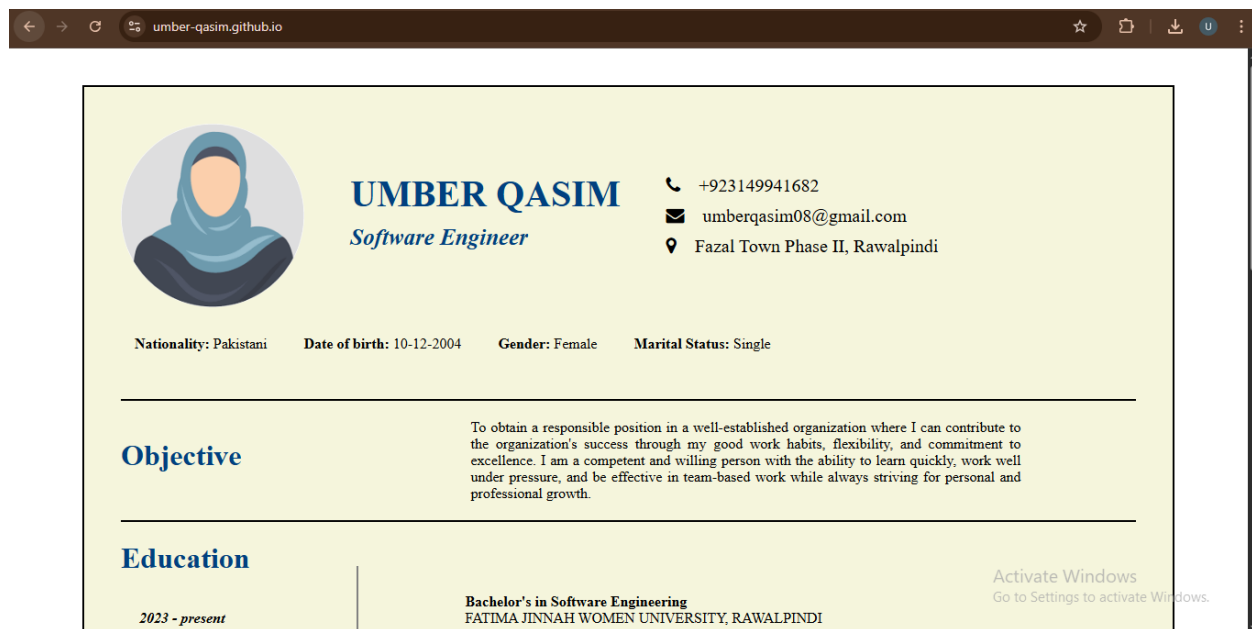 umber-qasim.github.io
U
UMBER QASIM
Software Engineer
+923149941682
umberqasim08@gmail.com
Fazal Town Phase II, Rawalpindi
Nationality: Pakistani Date of birth: 10-12-2004 Gender: Female Marital Status: Single
Objective
To obtain a responsible position in a well-established organization where I can contribute to
the organization's success through my good work habits, flexibility, and commitment to
excellence. I am a competent and willing person with the ability to learn quickly, work well
under pressure, and be effective in team-based work while always striving for personal and
professional growth.
Education
2023 - present
Bachelor's in Software Engineering
FATIMA JINNAH WOMEN UNIVERSITY, RAWALPINDI
Activate Windows
Go to Settings to activate Windows.